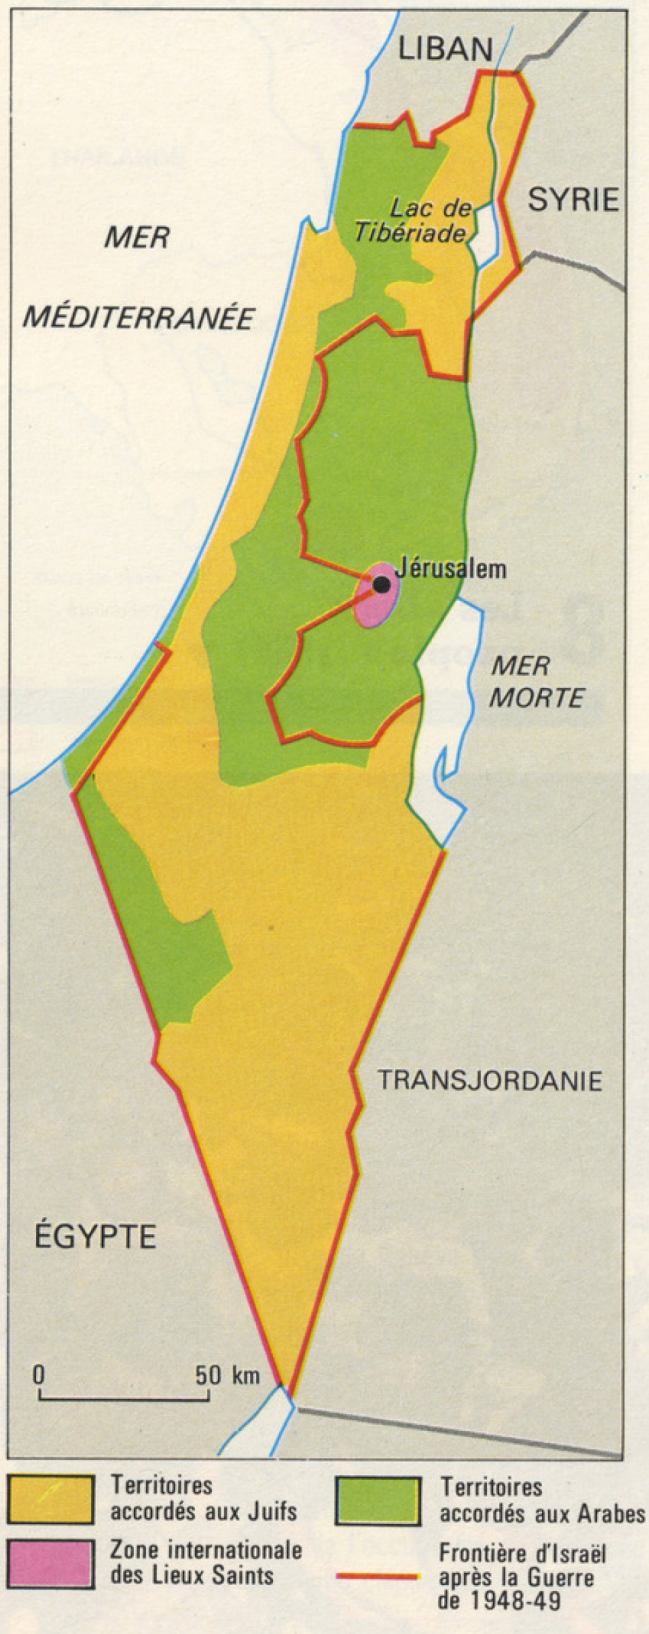 LIBAN
SYRIE
Lac de
Tibériade
MER
MÉDITERRANÉE
Jérusalem
MER
MORTE
TRANSJORDANIE
ÉGYPTE
0 50 km
Territoires
accordés aux Juifs
Territoires
accordés aux Arabes
Zone internationale
des Lieux Saints
Frontière d'Israël
après la Guerre
de 1948-49